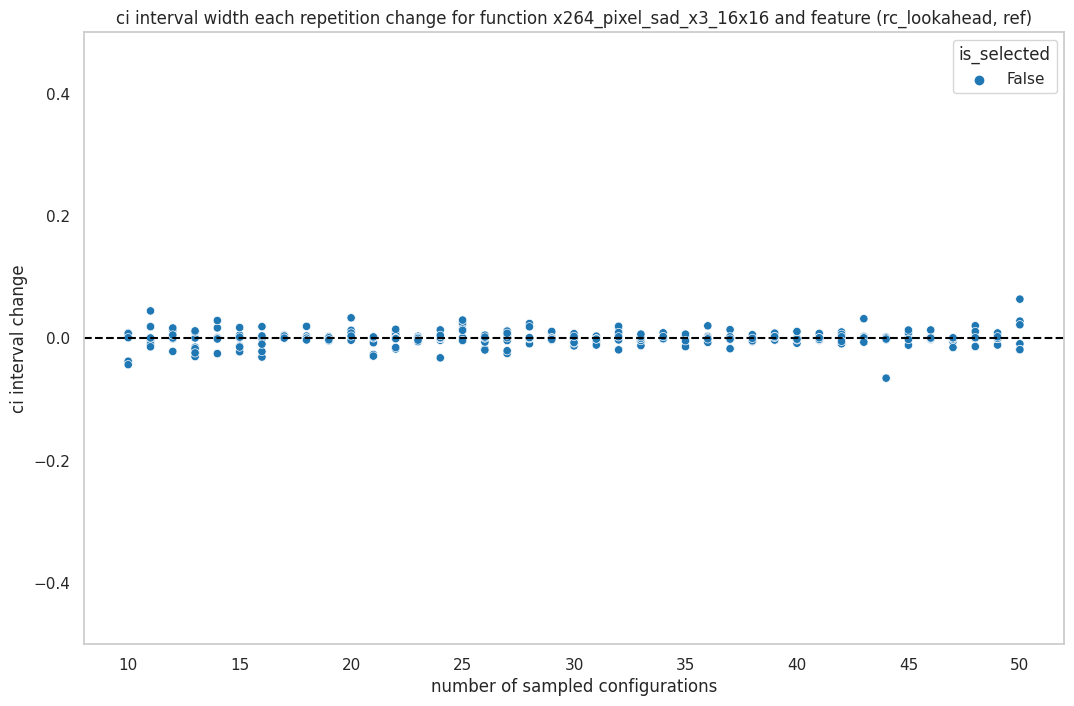 ci interval width each repetition change for function x264_pixel_sad_x3_16x16 and feature (rc_lookahead, ref)
is_selected
False
ci interval change
0.4
0.2
0.0
−0.2
−0.4
10 15 20 25 30 35 40 45 50
number of sampled configurations